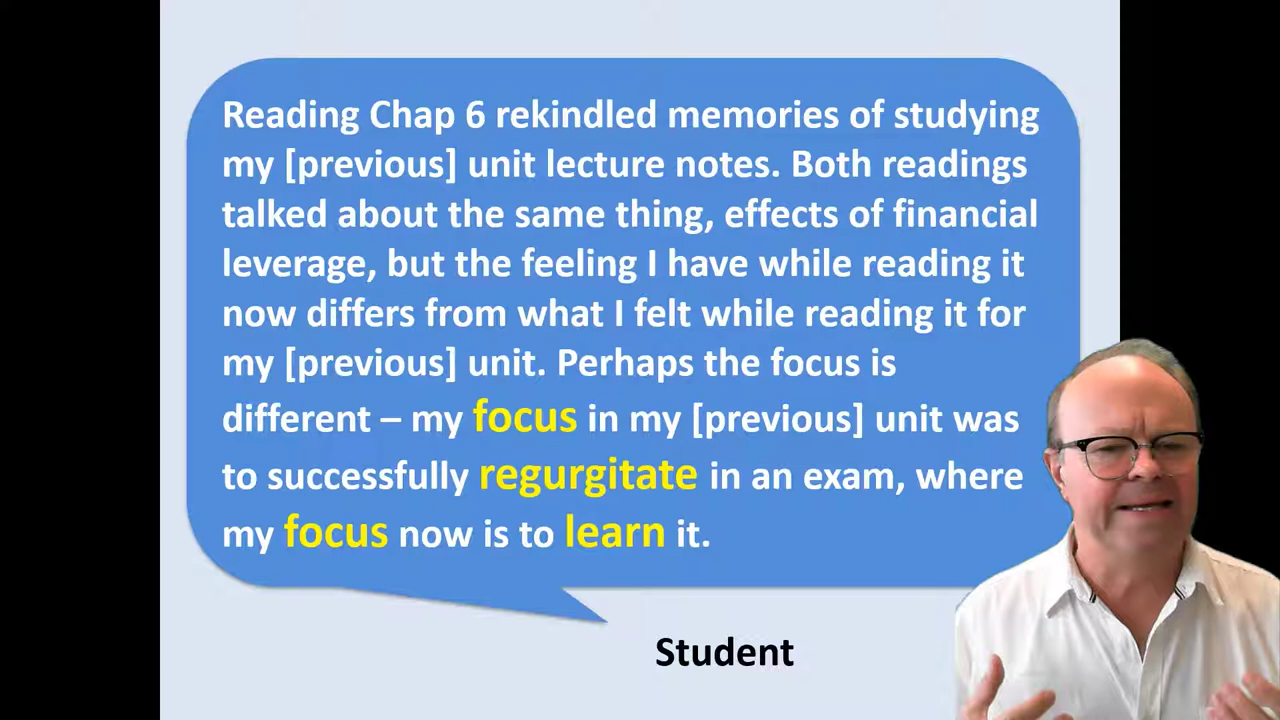 Reading Chap 6 rekindled memories of studying
my [previous] unit lecture notes. Both readings
talked about the same thing, effects of financial
leverage, but the feeling I have while reading it
now differs from what I felt while reading it for
my [previous] unit. Perhaps the focus is
different – my focus in my [previous] unit was
to successfully regurgitate in an exam, where
my focus now is to learn it.
Student